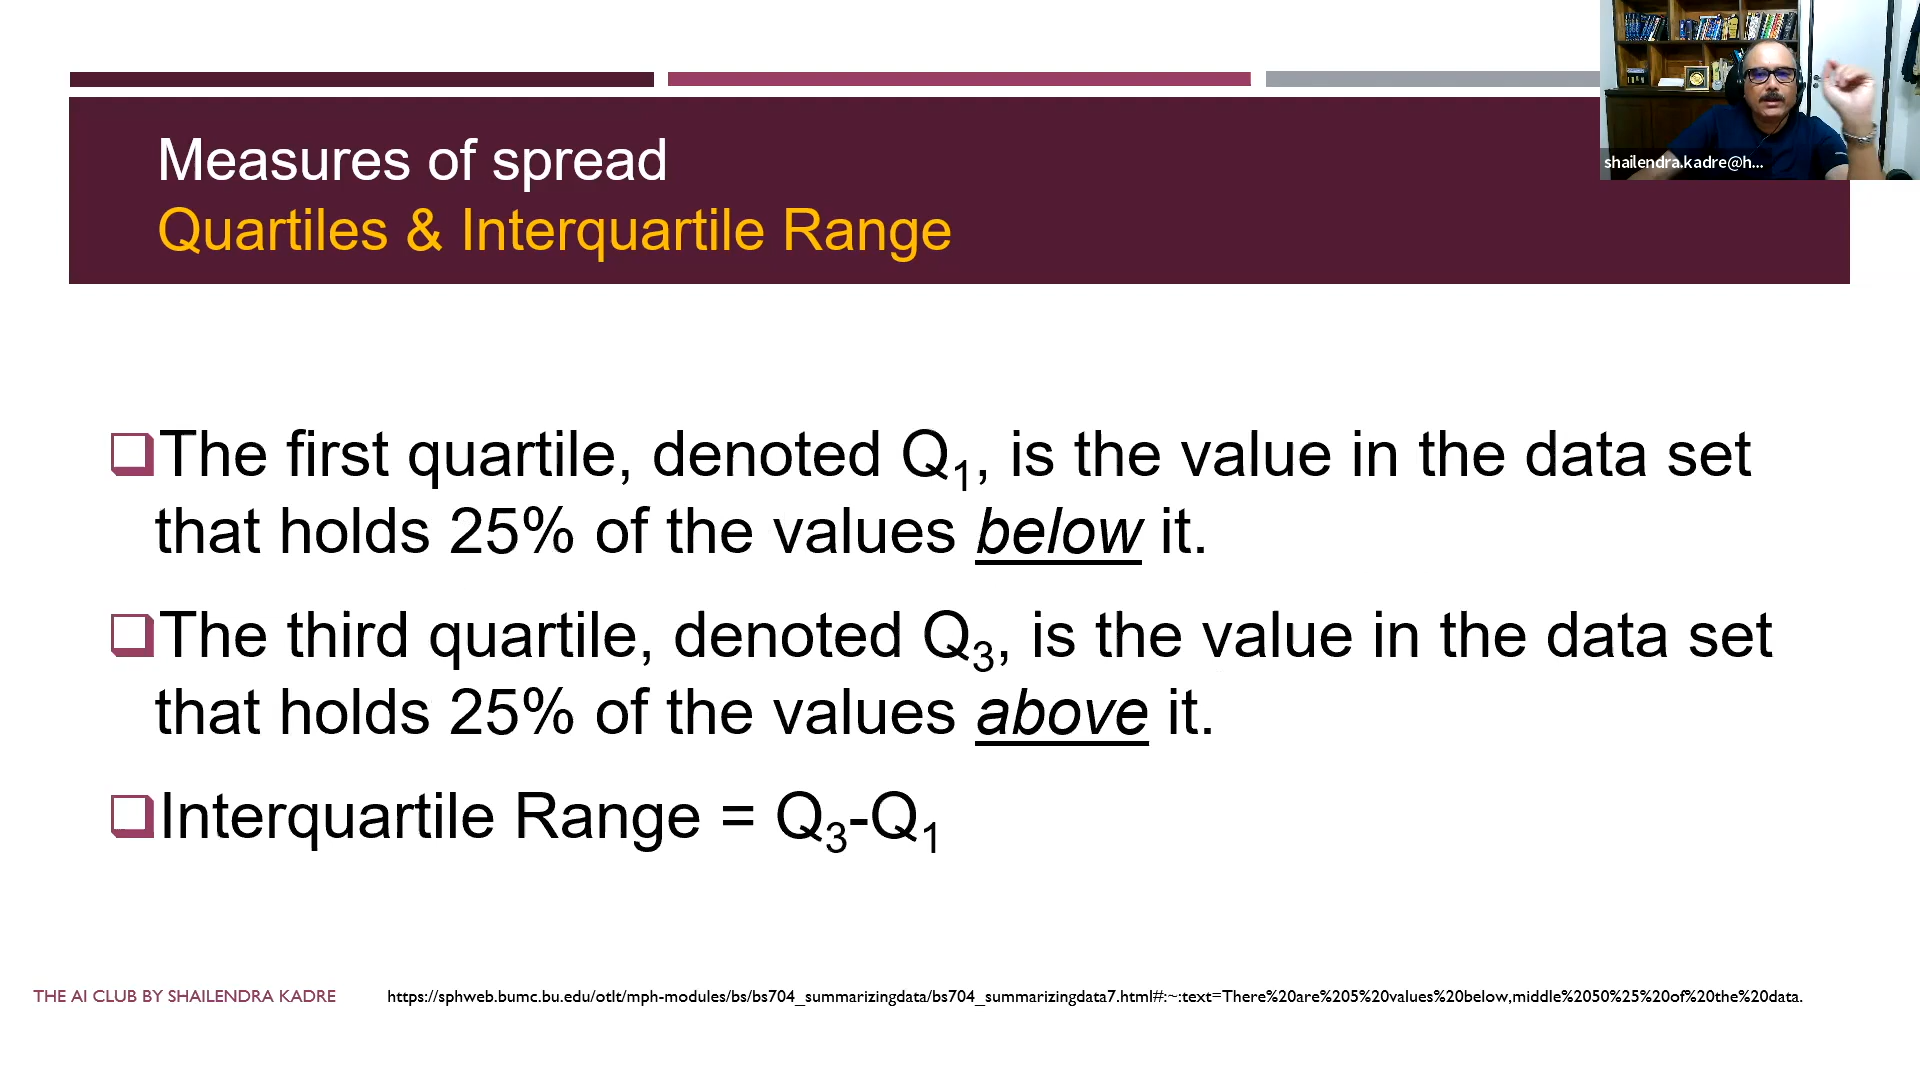 Measures of spread
Quartiles & Interquartile Range
shailendra.kadre@h...
The first quartile, denoted Q₁, is the value in the data set
that holds 25% of the values below it.
The third quartile, denoted Q₃, is the value in the data set
that holds 25% of the values above it.
Interquartile Range = Q₃-Q₁
THE AI CLUB BY SHAILENDRA KADRE
https://sphweb.bumc.bu.edu/otlt/mph-modules/bs/bs704_summarizingdata/bs704_summarizingdata7.html#:~:text=There%20are%205%20values%20below,middle%2050%25%20of%20the%20data.